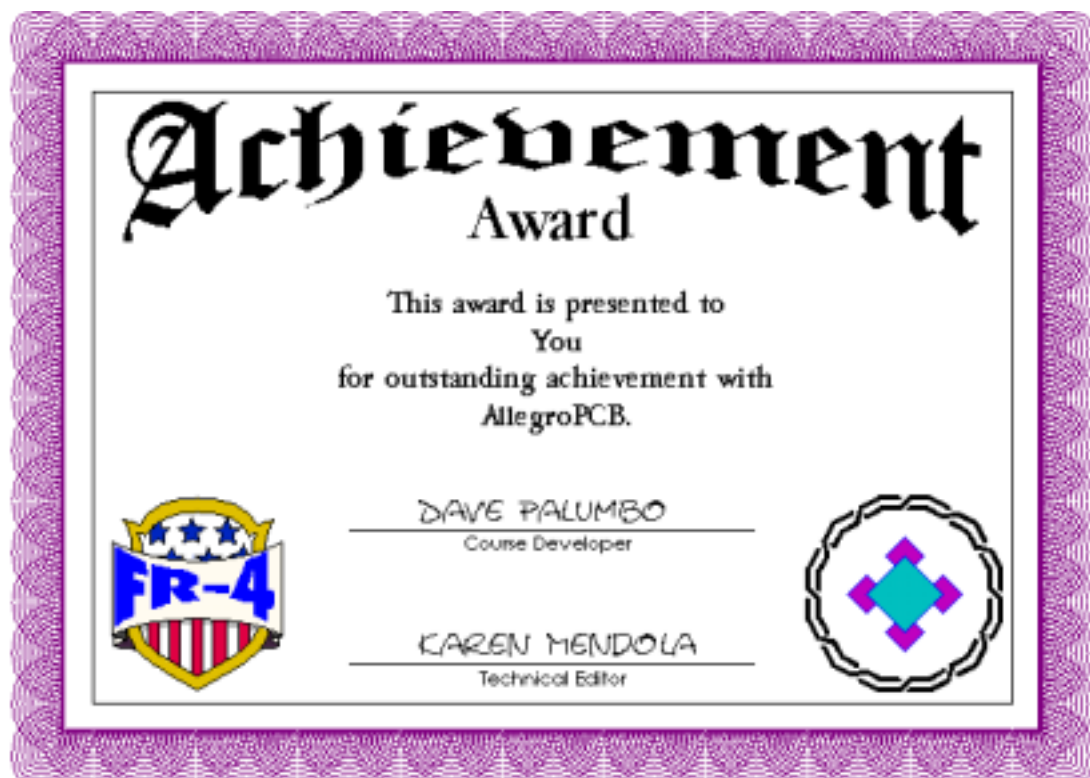 Achievement
Award
This award is presented to
You
for outstanding achievement with
AllegroPCB.
DAVE PALUMBO
Course Developer
FR-4
KAREN MENDOLA
Technical Editor